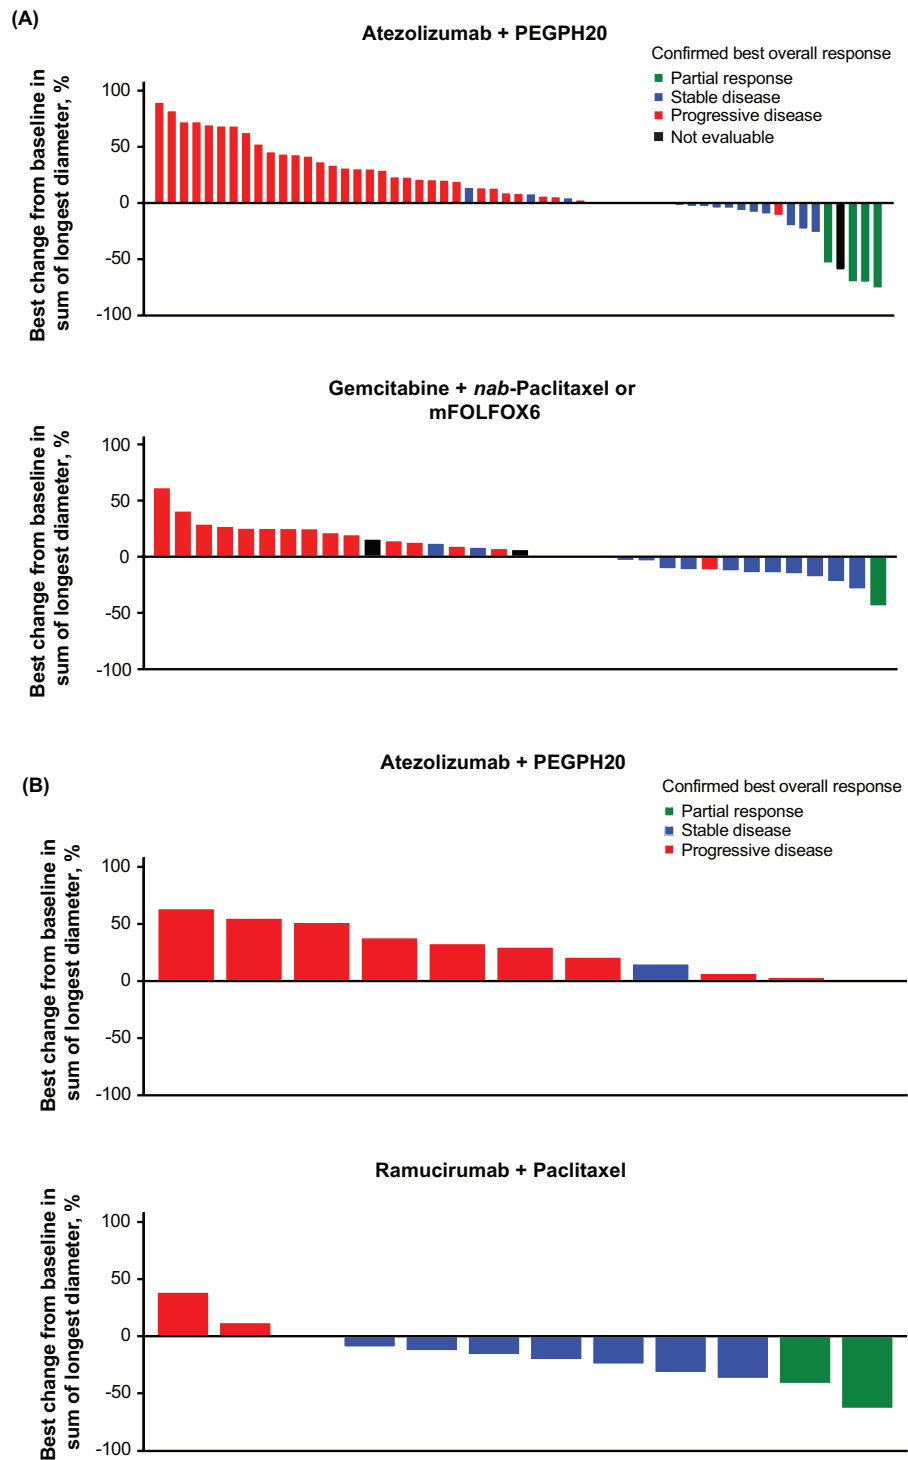 (A)
Atezolizumab + PEGPH20
Confirmed best overall response
Partial response
Stable disease
Progressive disease
Not evaluable
Best change from baseline in
sum of longest diameter, %
100
50
0
-50
-100
Gemcitabine + nab-Paclitaxel or
mFOLFOX6
Best change from baseline in
sum of longest diameter, %
100
50
0
-50
-100
(B)
Atezolizumab + PEGPH20
Confirmed best overall response
Partial response
Stable disease
Progressive disease
Best change from baseline in
sum of longest diameter, %
100
50
0
-50
-100
Ramucirumab + Paclitaxel
Best change from baseline in
sum of longest diameter, %
100
50
0
-50
-100